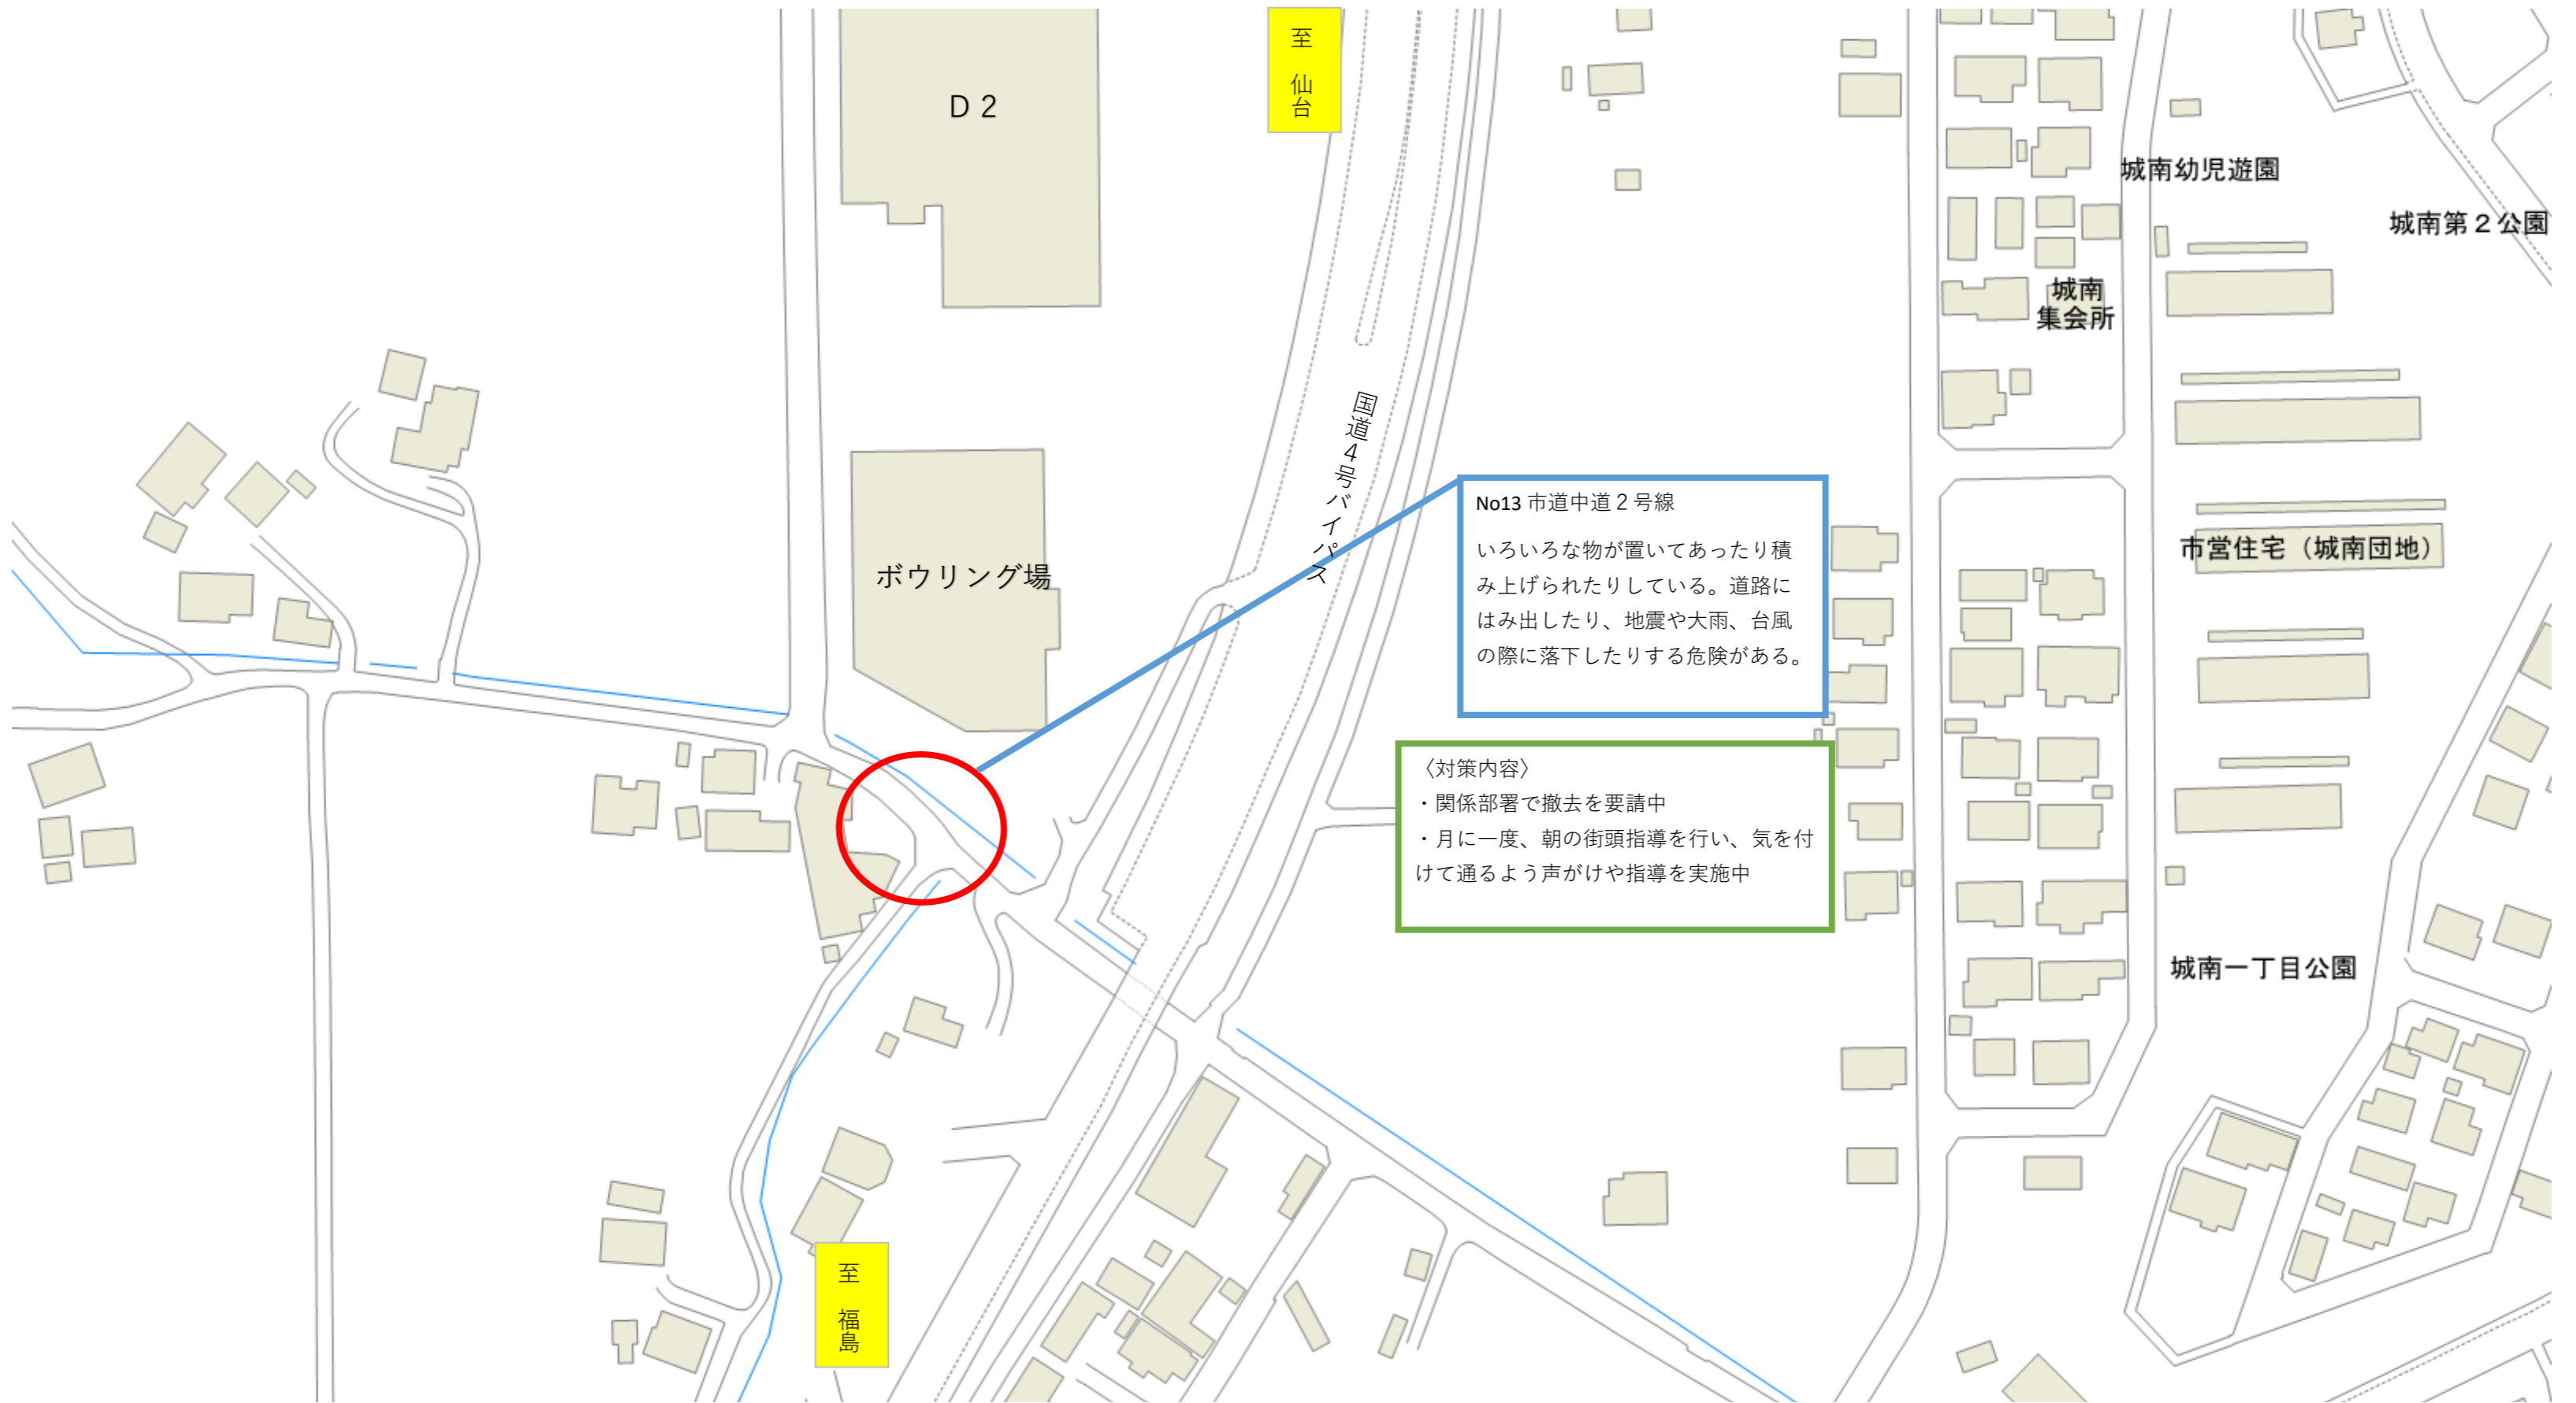 至 仙台
D 2
城南幼児遊園
城南第２公園
城南
集会所
国道4号バイパス
No13 市道中道２号線
いろいろな物が置いてあったり積
み上げられたりしている。道路に
はみ出したり、地震や大雨、台風
の際に落下したりする危険がある。
市営住宅（城南団地）
ボウリング場
〈対策内容〉
・関係部署で撤去を要請中
・月に一度、朝の街頭指導を行い、気を付
けて通るよう声がけや指導を実施中
城南一丁目公園
至 福島